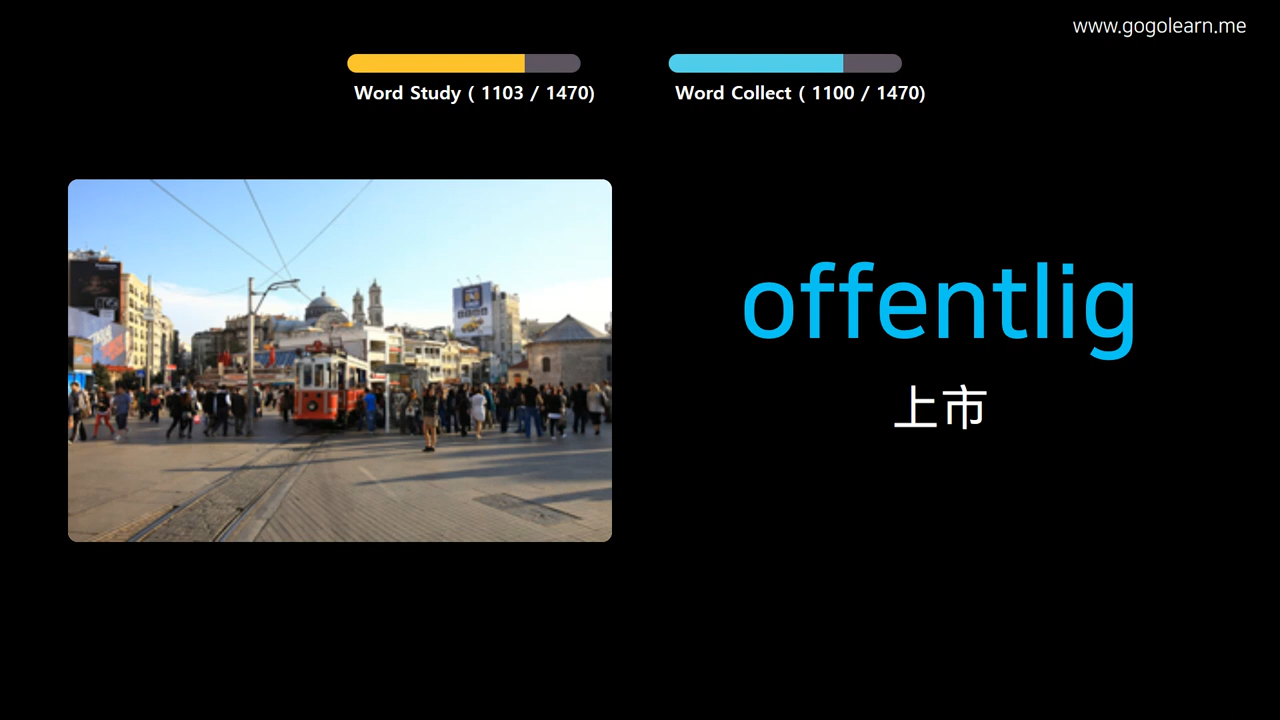 www.gogolearn.me
Word Study ( 1103 / 1470)
Word Collect ( 1100 / 1470)
offentlig
上市